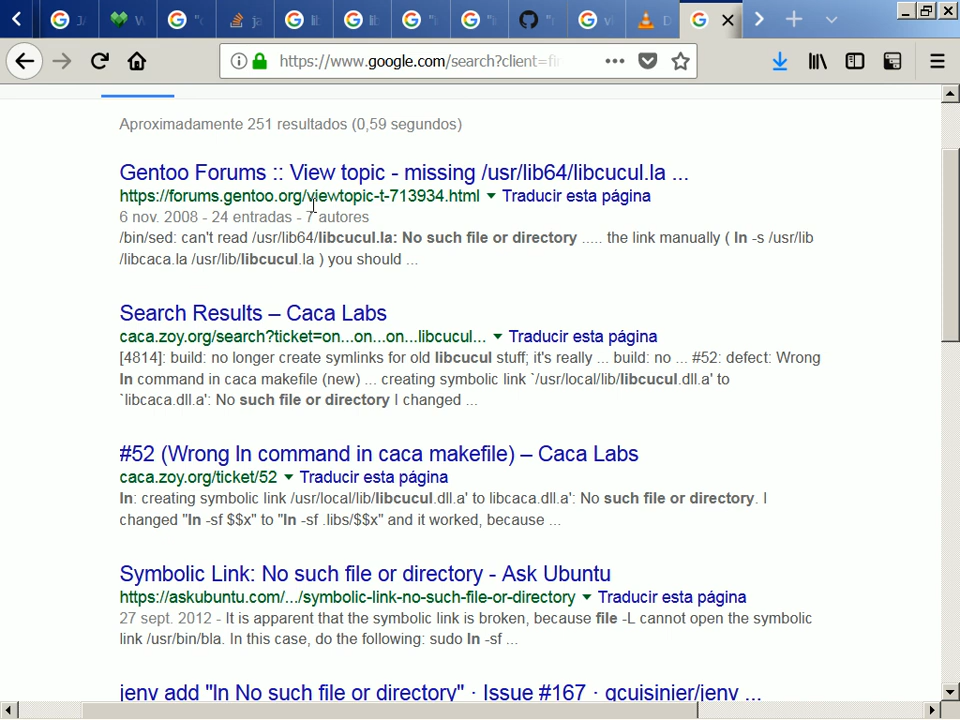 https://www.google.com/search?client=fi
Aproximadamente 251 resultados (0,59 segundos)
Gentoo Forums :: View topic - missing /usr/lib64/libcucul.la ...
https://forums.gentoo.org/viewtopic-t-713934.html Traducir esta página
6 nov. 2008 - 24 entradas - 7 autores
/bin/sed: can't read /usr/lib64/libcucul.la: No such file or directory ..... the link manually ( ln -s /usr/lib
/libcaca.la /usr/lib/libcucul.la ) you should ...
Search Results – Caca Labs
caca.zoy.org/search?ticket=on...on...on...libcucul... Traducir esta página
[4814]: build: no longer create symlinks for old libcucul stuff; it's really ... build: no ... #52: defect: Wrong
ln command in caca makefile (new) ... creating symbolic link `/usr/local/lib/libcucul.dll.a' to
`libcaca.dll.a': No such file or directory I changed ...
#52 (Wrong ln command in caca makefile) – Caca Labs
caca.zoy.org/ticket/52 Traducir esta página
ln: creating symbolic link /usr/local/lib/libcucul.dll.a' to libcaca.dll.a': No such file or directory. I
changed "ln -sf $$x" to "ln -sf .libs/$$x" and it worked, because ...
Symbolic Link: No such file or directory - Ask Ubuntu
https://askubuntu.com/.../symbolic-link-no-such-file-or-directory Traducir esta página
27 sept. 2012 - It is apparent that the symbolic link is broken, because file -L cannot open the symbolic
link /usr/bin/bla. In this case, do the following: sudo ln -sf ...
jenv add "ln No such file or directory" · Issue #167 · gcuisinier/jenv ...